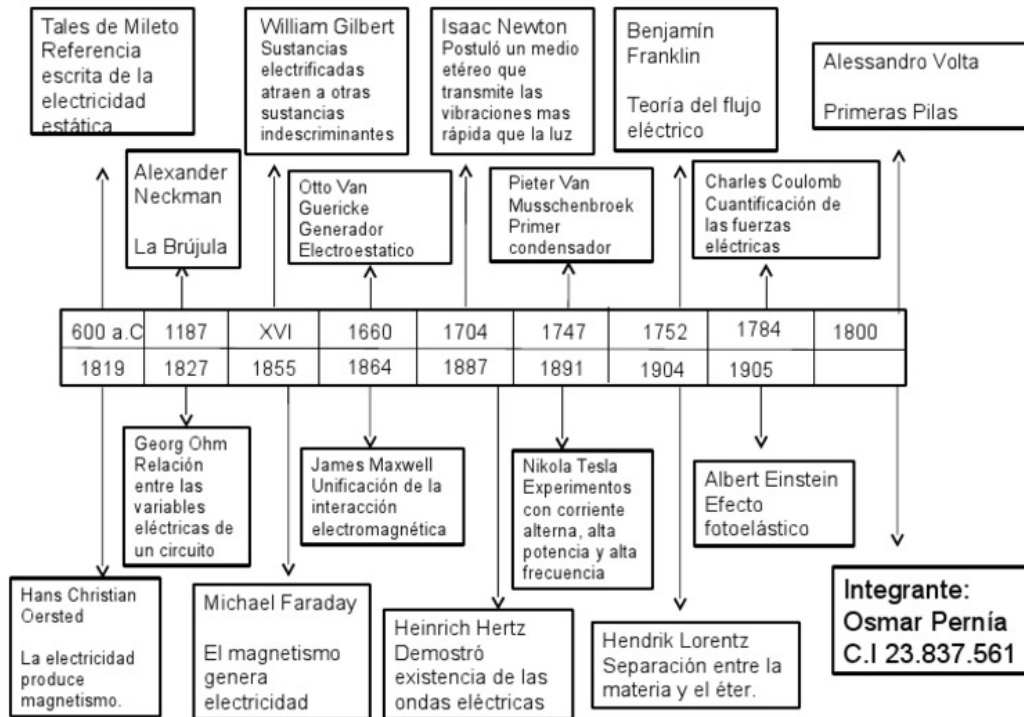 Tales de Mileto
Referencia
escrita de la
electricidad
estática
William Gilbert
Sustancias
electrificadas
atraen a otras
sustancias
indescriminantes
Isaac Newton
Postuló un medio
etéreo que
transmite las
vibraciones mas
rápida que la luz
Benjamín
Franklin
Teoría del flujo
eléctrico
Alessandro Volta
Primeras Pilas
Alexander
Neckman
La Brújula
Otto Van
Guericke
Generador
Electroestatico
Pieter Van
Musschenbroek
Primer
condensador
Charles Coulomb
Cuantificación de
las fuerzas
eléctricas
600 a.C 1187 XVI 1660 1704 1747 1752 1784 1800
1819 1827 1855 1864 1887 1891 1904 1905
Georg Ohm
Relación
entre las
variables
eléctricas de
un circuito
James Maxwell
Unificación de la
interacción
electromagnética
Nikola Tesla
Experimentos
con corriente
alterna, alta
potencia y alta
frecuencia
Albert Einstein
Efecto
fotoelástico
Hans Christian
Oersted
La electricidad
produce
magnetismo.
Michael Faraday
El magnetismo
genera
electricidad
Heinrich Hertz
Demostró
existencia de las
ondas eléctricas
Hendrik Lorentz
Separación entre la
materia y el éter.
Integrante:
Osmar Pernía
C.I 23.837.561